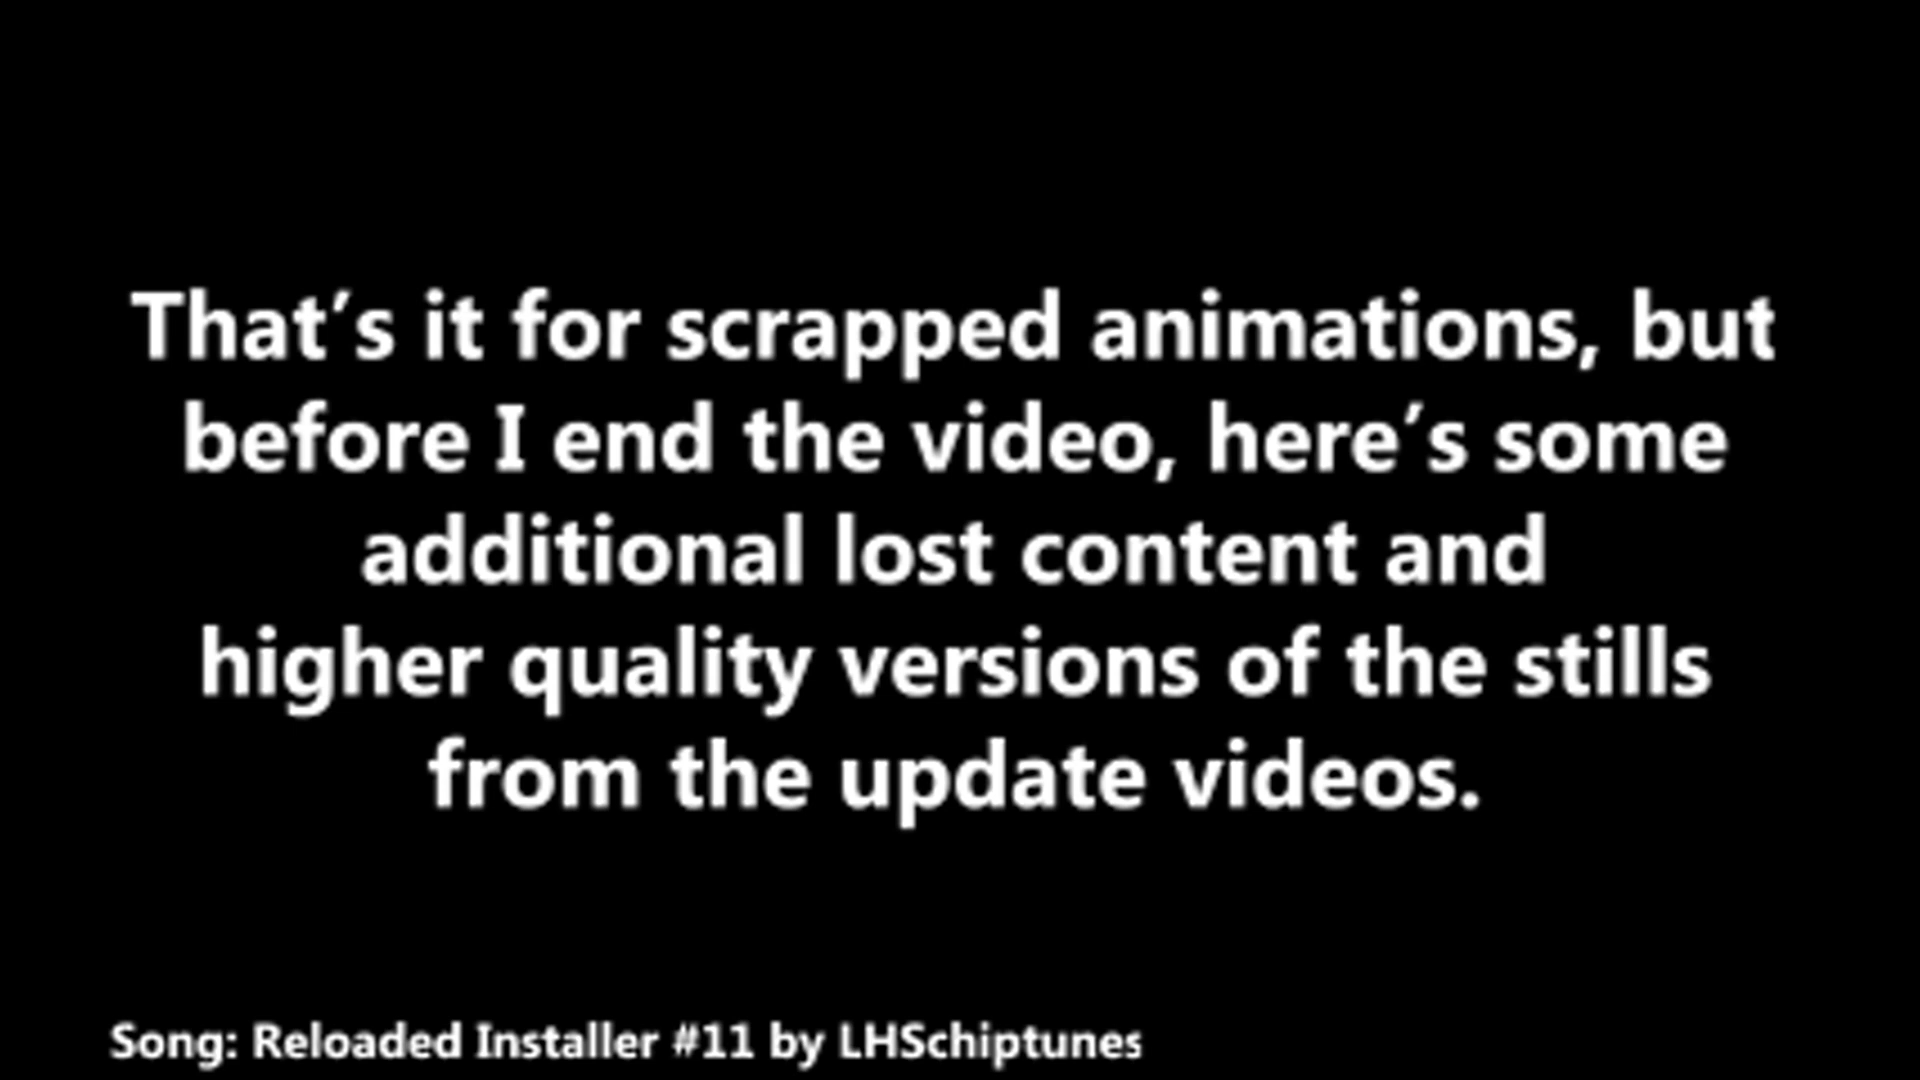 That’s it for scrapped animations, but
before I end the video, here’s some
additional lost content and
higher quality versions of the stills
from the update videos.
Song: Reloaded Installer #11 by LHSchiptunes